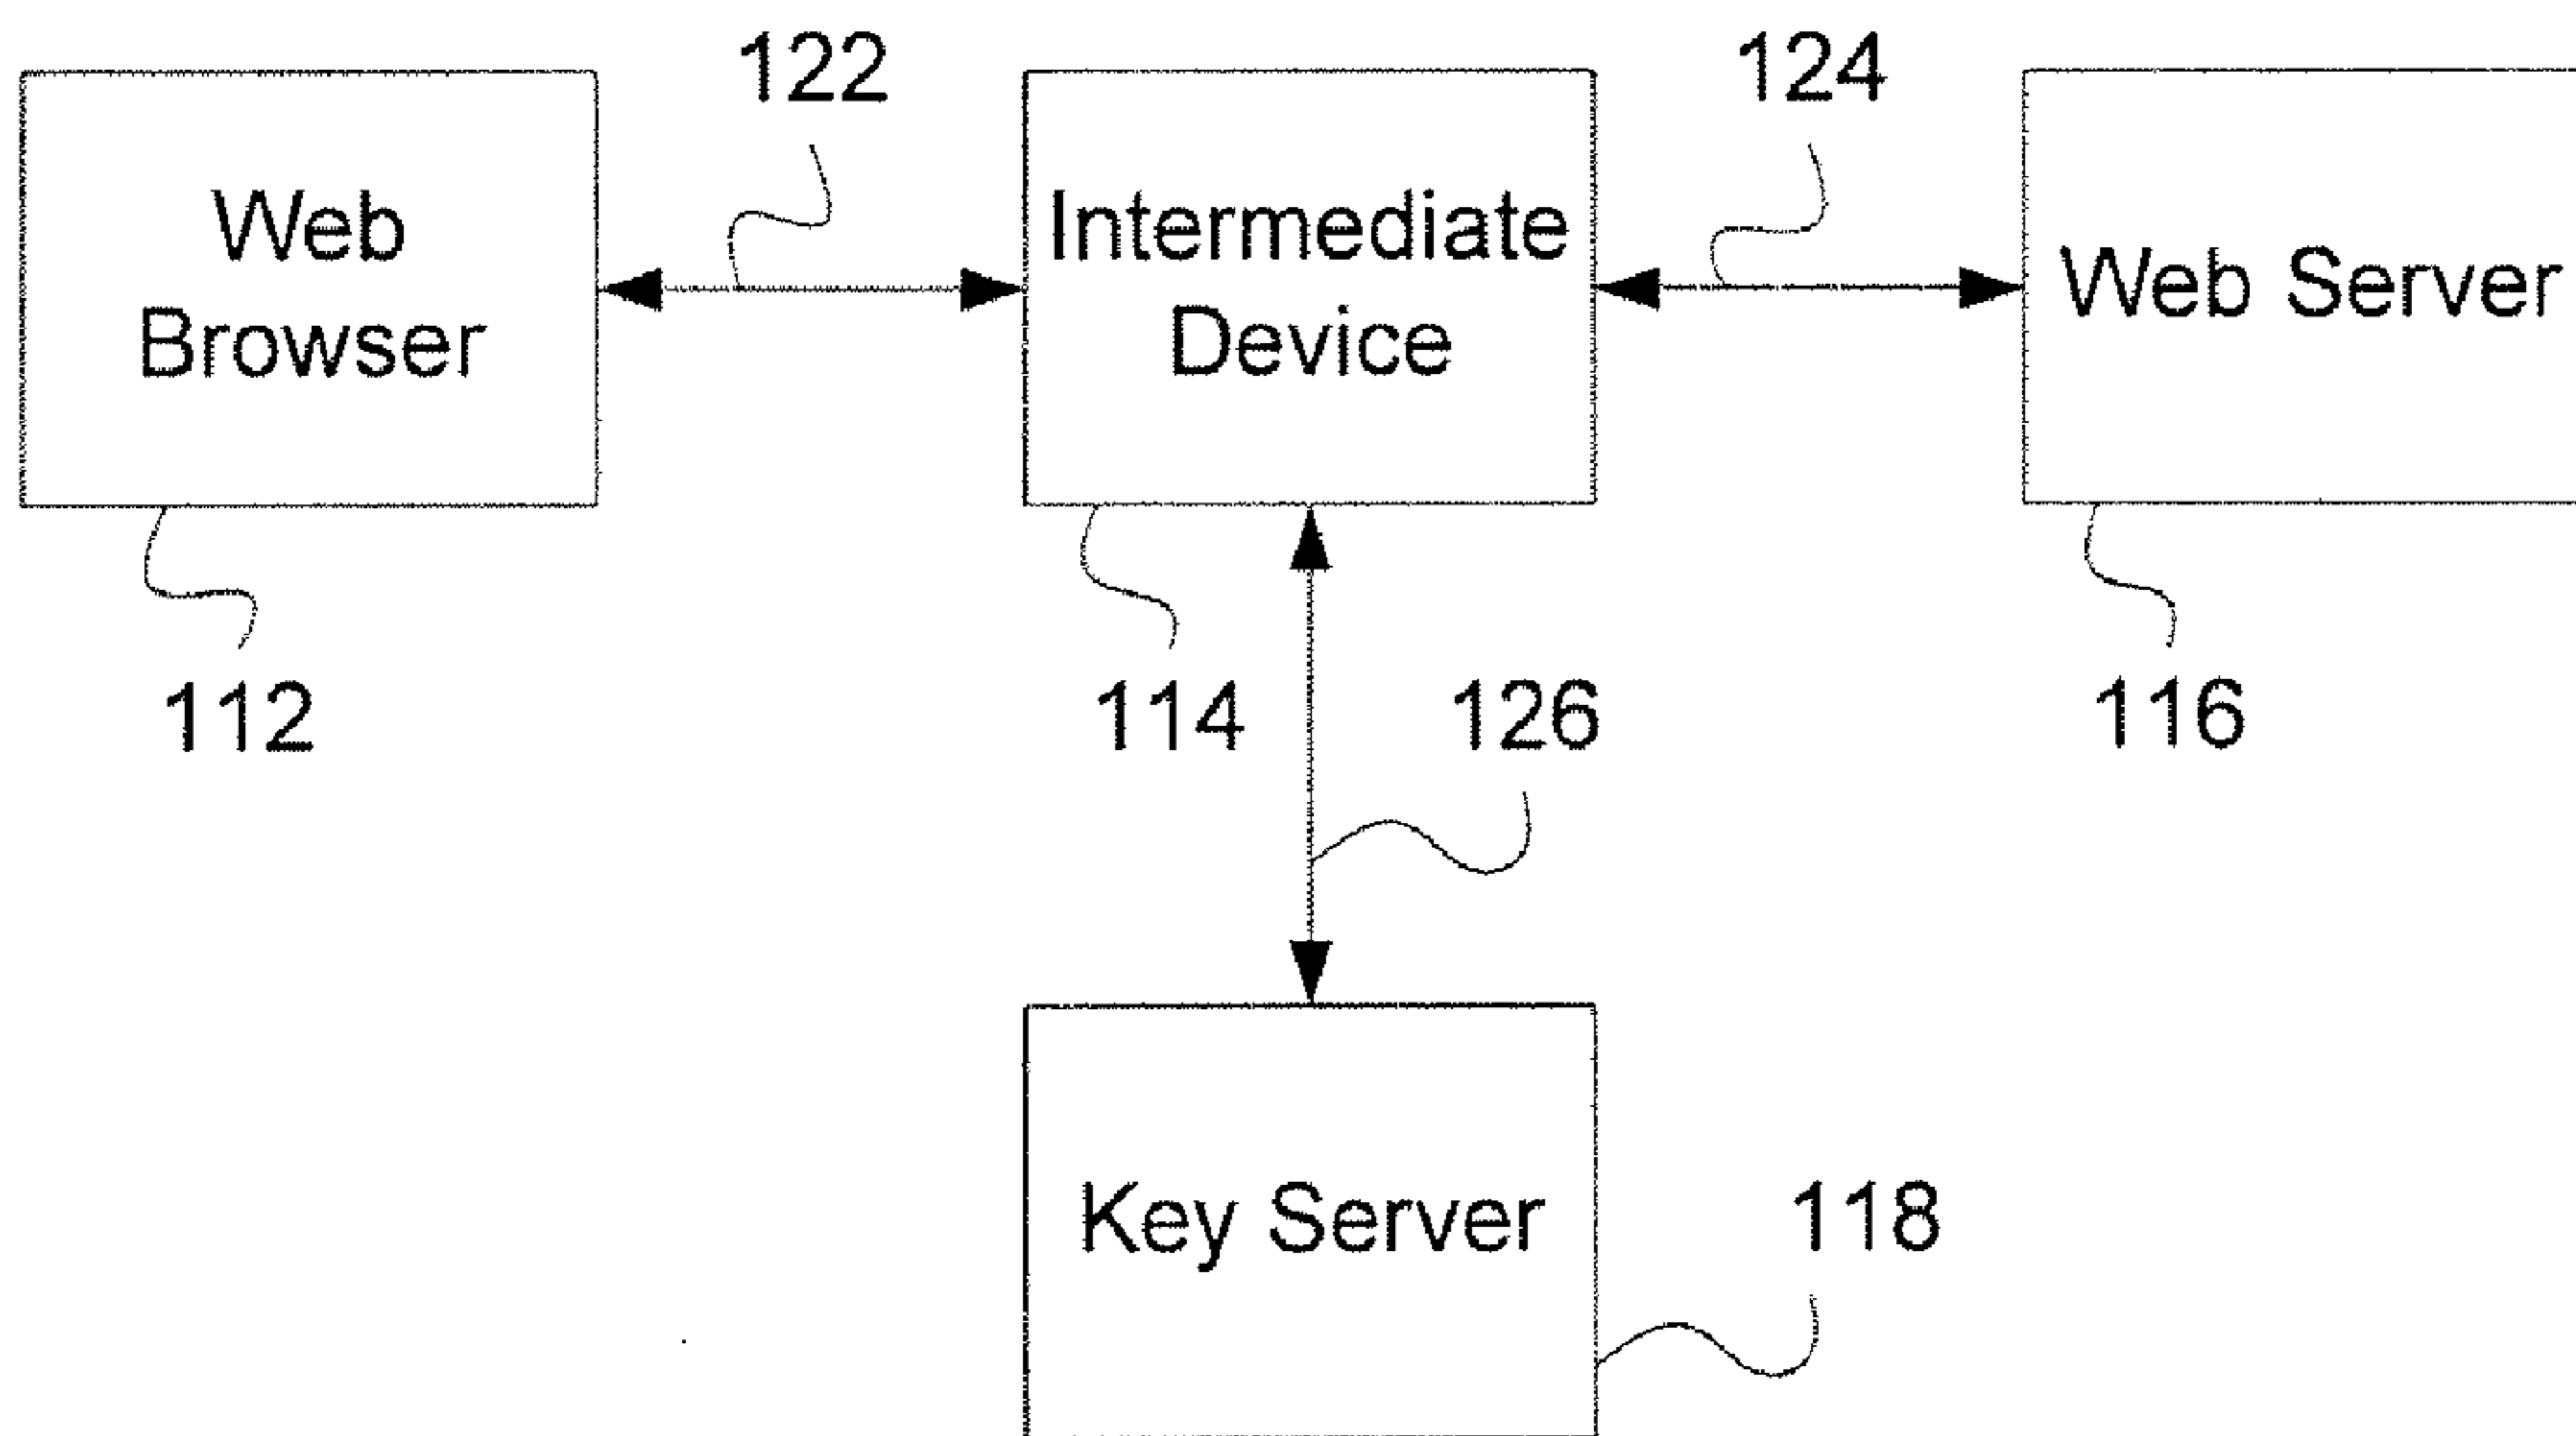 122
124
Web
Browser
Intermediate
Device
Web Server
112
114
126
116
Key Server
118